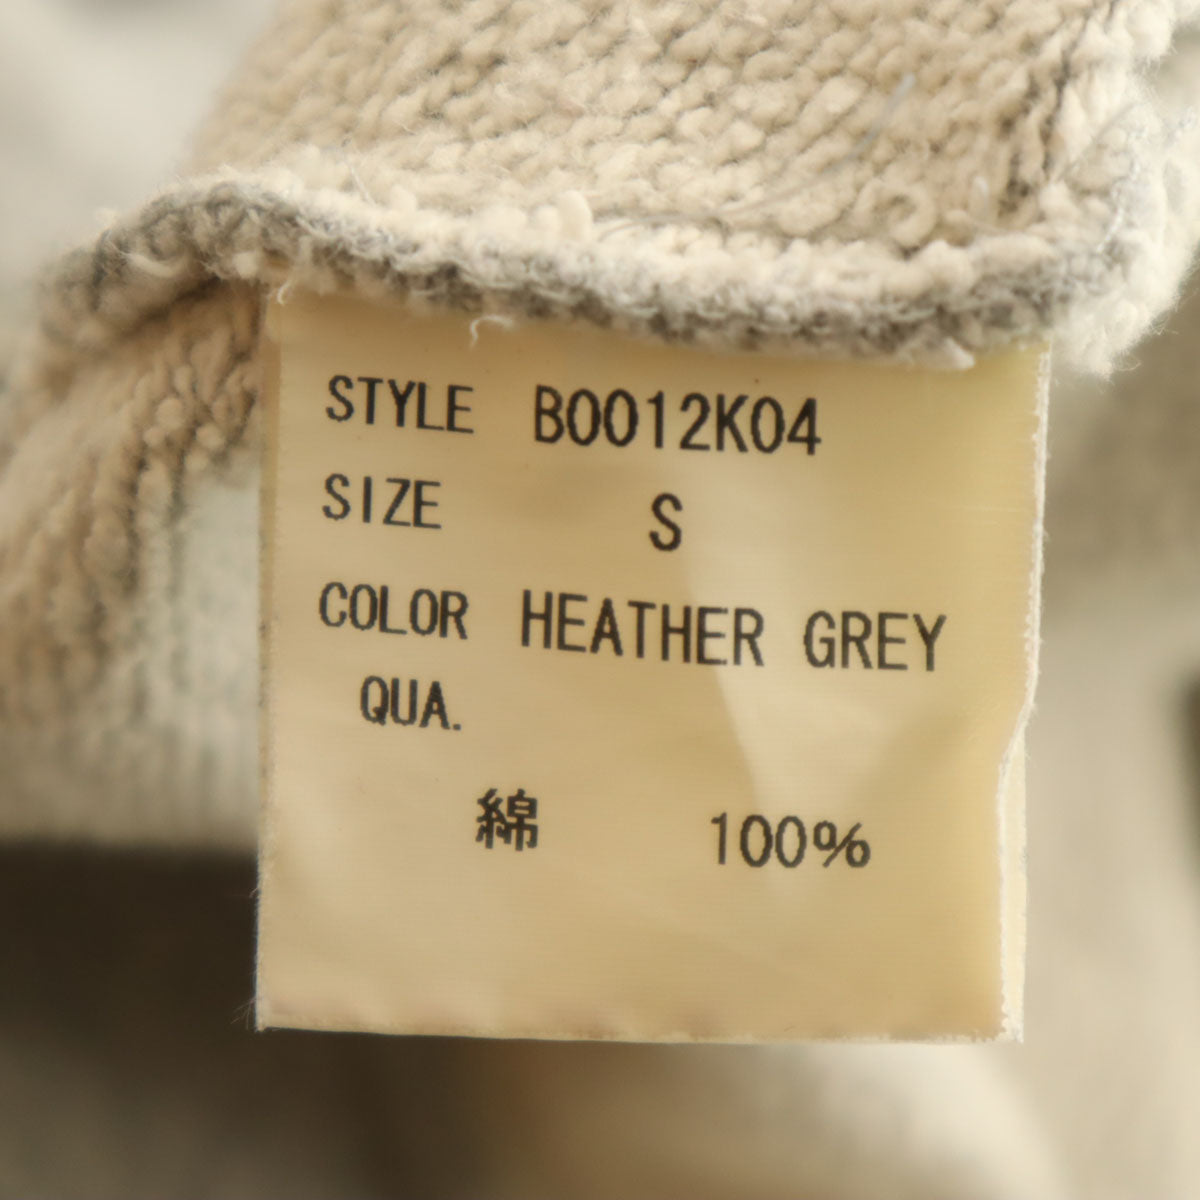 STYLE B0012K04
SIZE S
COLOR HEATHER GREY
QUA.
綿 100%